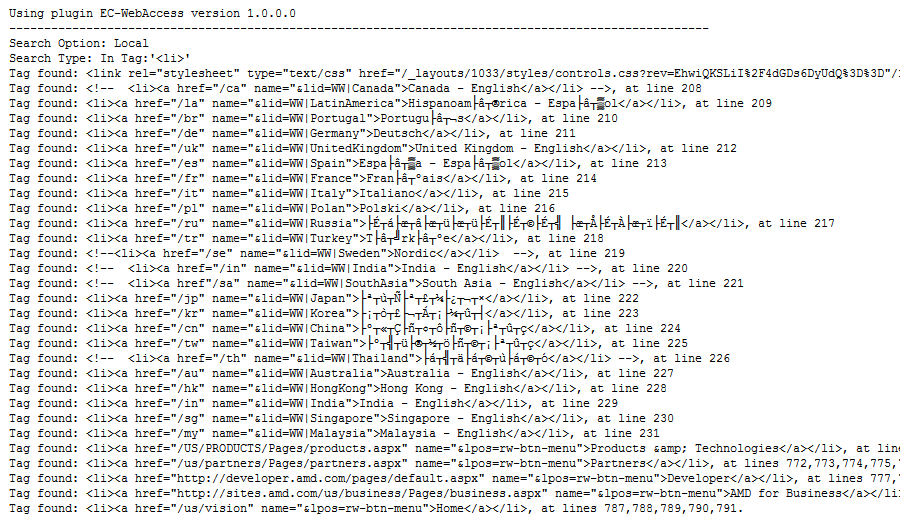 Using plugin EC-WebAccess version 1.0.0.0
----------------------------------------------------------------------------------------------------
Search Option: Local
Search Type: In Tag:'<li>'
Tag found: <link rel="stylesheet" type="text/css" href="/_layouts/1033/styles/controls.css?rev=EhwiQKSLiI%2F4dGDs6DyUdQ%3D%3D"/
Tag found: <!--  <li><a href="/ca" name="&lid=WW|Canada">Canada - English</a></li> -->, at line 208
Tag found: <li><a href="/la" name="&lid=WW|LatinAmerica">Hispanoam├â┬®rica - Espa├â┬▒ol</a></li>, at line 209
Tag found: <li><a href="/br" name="&lid=WW|Portugal">Portugu├â┬¬s</a></li>, at line 210
Tag found: <li><a href="/de" name="&lid=WW|Germany">Deutsch</a></li>, at line 211
Tag found: <li><a href="/uk" name="&lid=WW|UnitedKingdom">United Kingdom - English</a></li>, at line 212
Tag found: <li><a href="/es" name="&lid=WW|Spain">Espa├â┬▒a - Espa├â┬▒ol</a></li>, at line 213
Tag found: <li><a href="/fr" name="&lid=WW|France">Fran├â┬ºais</a></li>, at line 214
Tag found: <li><a href="/it" name="&lid=WW|Italy">Italiano</a></li>, at line 215
Tag found: <li><a href="/pl" name="&lid=WW|Polan">Polski</a></li>, at line 216
Tag found: <li><a href="/ru" name="&lid=WW|Russia"> </a></li>, at line 217
Tag found: <li><a href="/tr" name="&lid=WW|Turkey">T├â┬╝rk├â┬ºe</a></li>, at line 218
Tag found: <!--<li><a href="/se" name="&lid=WW|Sweden">Nordic</a></li>  -->, at line 219
Tag found: <!--  <li><a href="/in" name="&lid=WW|India">India - English</a></li> -->, at line 220
Tag found: <!--  <li><a href="/sa" name="&lid=WW|SouthAsia">South Asia - English</a></li> -->, at line 221
Tag found: <li><a href="/jp" name="&lid=WW|Japan"></a></li>, at line 222
Tag found: <li><a href="/kr" name="&lid=WW|Korea"></a></li>, at line 223
Tag found: <li><a href="/cn" name="&lid=WW|China"></a></li>, at line 224
Tag found: <li><a href="/tw" name="&lid=WW|Taiwan"></a></li>, at line 225
Tag found: <!--  <li><a href="/th" name="&lid=WW|Thailand"></a></li> -->, at line 226
Tag found: <li><a href="/au" name="&lid=WW|Australia">Australia - English</a></li>, at line 227
Tag found: <li><a href="/hk" name="&lid=WW|HongKong">Hong Kong - English</a></li>, at line 228
Tag found: <li><a href="/in" name="&lid=WW|India">India - English</a></li>, at line 229
Tag found: <li><a href="/sg" name="&lid=WW|Singapore">Singapore - English</a></li>, at line 230
Tag found: <li><a href="/my" name="&lid=WW|Malaysia">Malaysia - English</a></li>, at line 231
Tag found: <li><a href="/US/PRODUCTS/Pages/products.aspx" name="&lpos=rw-btn-menu">Products &amp; Technologies</a></li>, at line
Tag found: <li><a href="/us/partners/Pages/partners.aspx" name="&lpos=rw-btn-menu">Partners</a></li>, at lines 772,773,774,775,
Tag found: <li><a href="http://developer.amd.com/pages/default.aspx" name="&lpos=rw-btn-menu">Developer</a></li>, at lines 777,
Tag found: <li><a href="http://sites.amd.com/us/business/Pages/business.aspx" name="&lpos=rw-btn-menu">AMD for Business</a></li
Tag found: <li><a href="/us/vision" name="&lpos=rw-btn-menu">Home</a></li>, at lines 787,788,789,790,791.